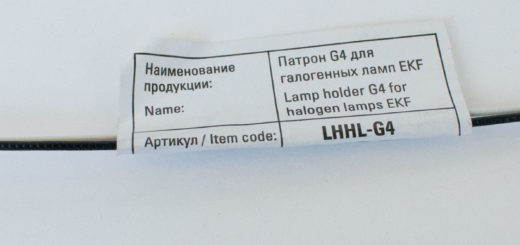 Наименование
продукции:
Name:
Патрон G4 для
галогенных ламп EKF
Lamp holder G4 for
halogen lamps EKF
Артикул / Item code:
LHHL-G4